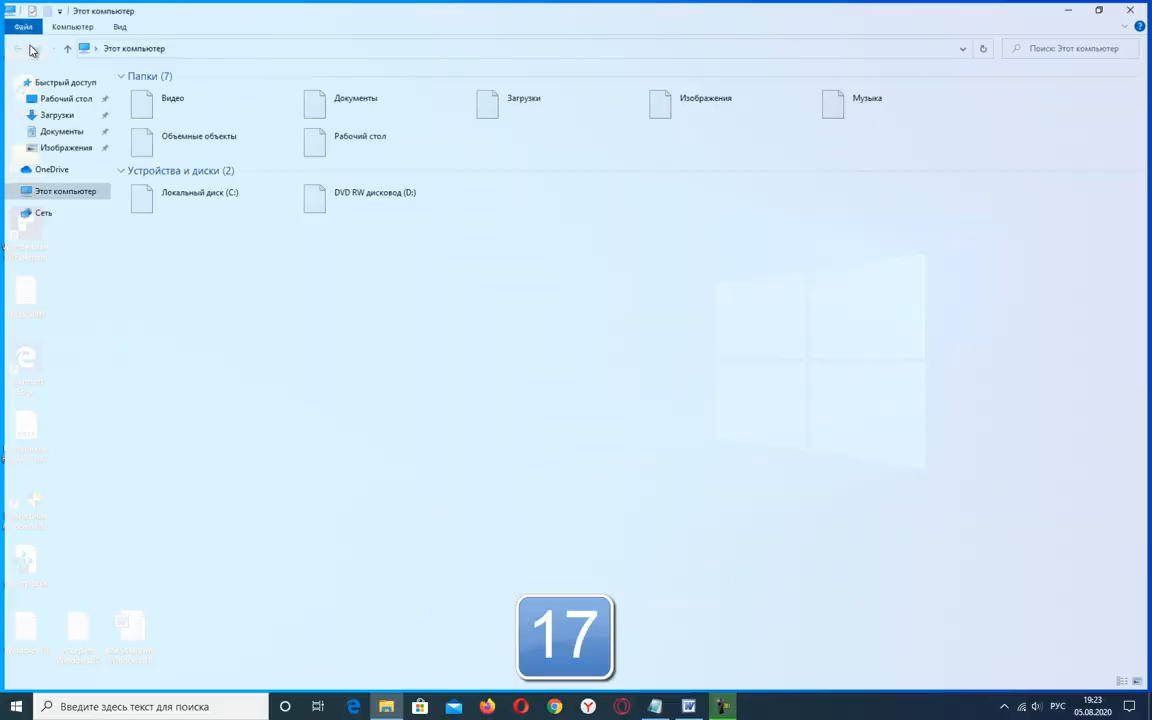 Этот компьютер
Файл
Компьютер
Вид
Этот компьютер
Поиск: Этот компьютер
Быстрый доступ
Рабочий стол
Загрузки
Документы
Изображения
OneDrive
Этот компьютер
Сеть
Папки (7)
Видео
Документы
Загрузки
Изображения
Музыка
Объемные объекты
Рабочий стол
Устройства и диски (2)
Локальный диск (C:)
DVD RW дисковод (D:)
17
Введите здесь текст для поиска
РУС
19:23
05.08.2020